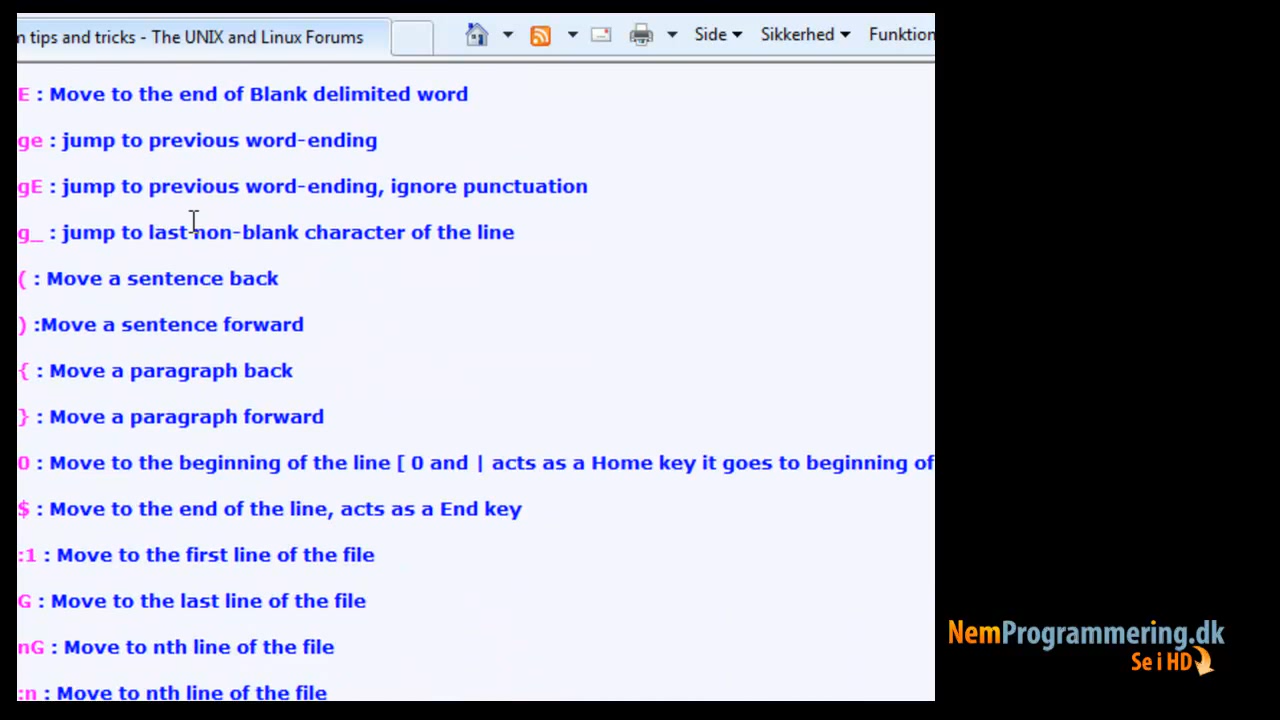 n tips and tricks - The UNIX and Linux Forums
Side Sikkerhed Funktion
E : Move to the end of Blank delimited word
ge : jump to previous word-ending
gE : jump to previous word-ending, ignore punctuation
g_ : jump to last non-blank character of the line
( : Move a sentence back
) :Move a sentence forward
{ : Move a paragraph back
} : Move a paragraph forward
0 : Move to the beginning of the line [ 0 and | acts as a Home key it goes to beginning of
$ : Move to the end of the line, acts as a End key
:1 : Move to the first line of the file
G : Move to the last line of the file
nG : Move to nth line of the file
:n : Move to nth line of the file
NemProgrammering.dk
Se i HD